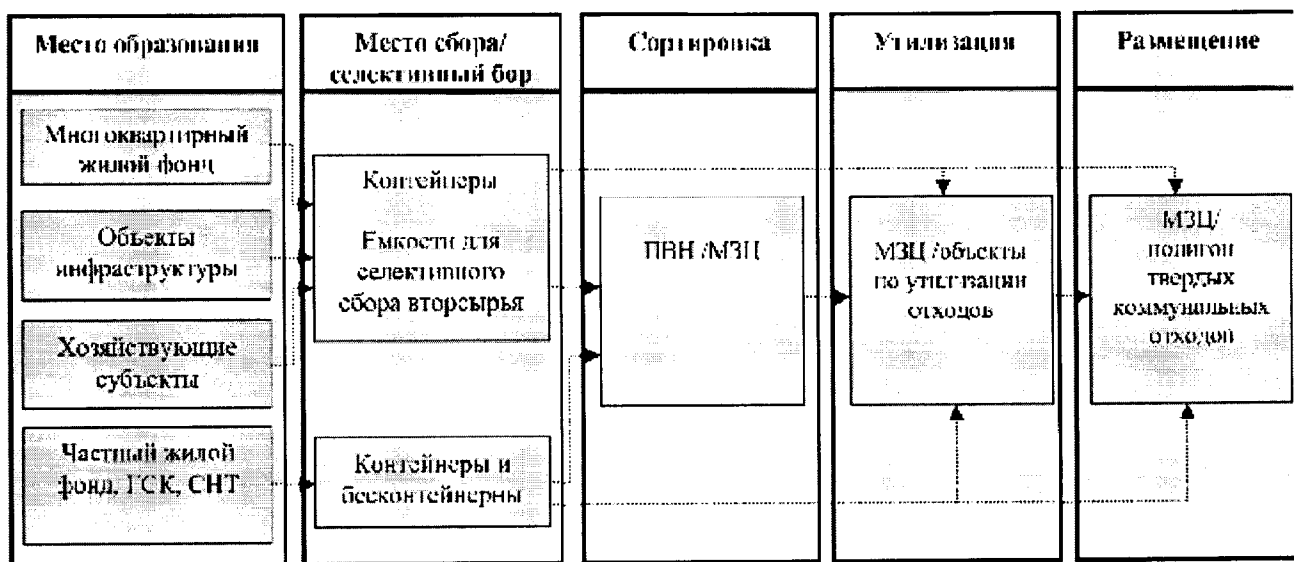 Место образования
Место сбора/
селективный бор
Сортировка
Утилизация
Размещение
Многоквартирный
жилой фонд
Объекты
инфраструктуры
Хозяйствующие
субъекты
Частный жилой
фонд, ГСК, СНТ
Контейнеры
Емкости для
селективного
сбора вторсырья
Контейнеры и
бесконтейнерны
ПВН /МЗЦ
МЗЦ /объекты
по утилизации
отходов
МЗЦ/
полигон
твердых
коммунальных
отходов